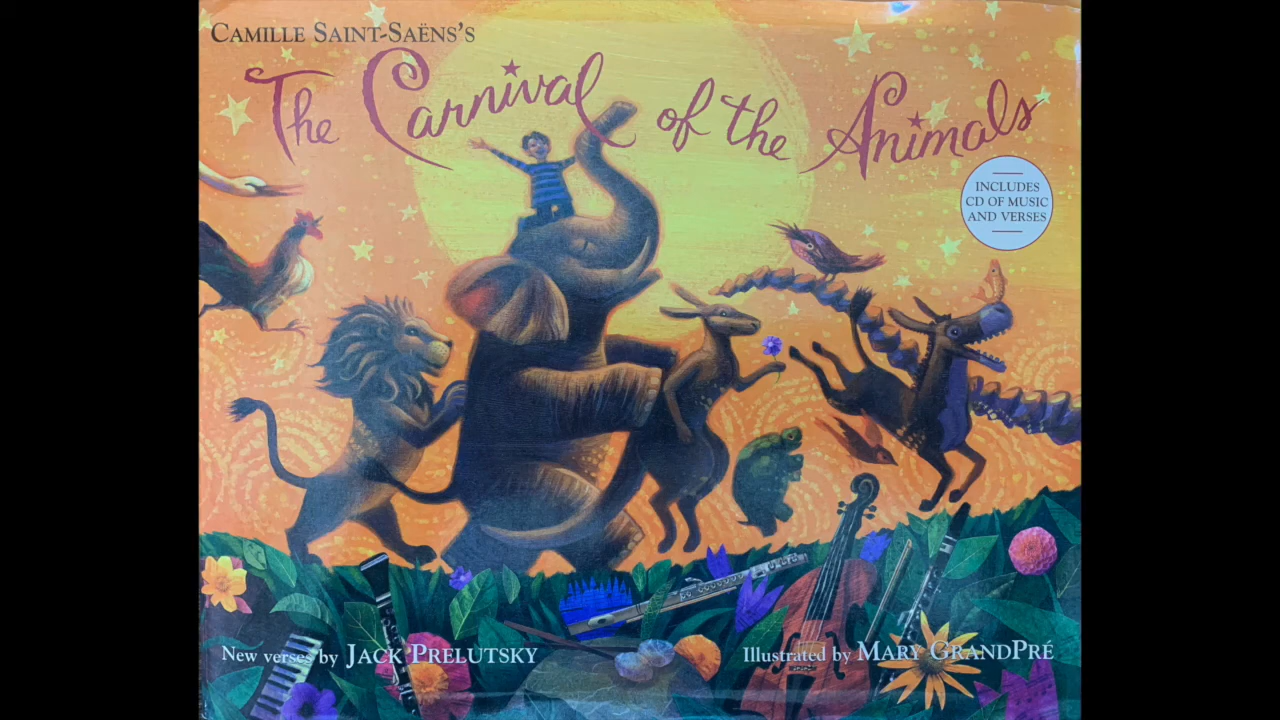 CAMILLE SAINT-SAËNS'S
The Carnival of the Animals
INCLUDES
CD OF MUSIC
AND VERSES
New verses by JACK PRELUTSKY
Illustrated by MARY GRANDPRÉ